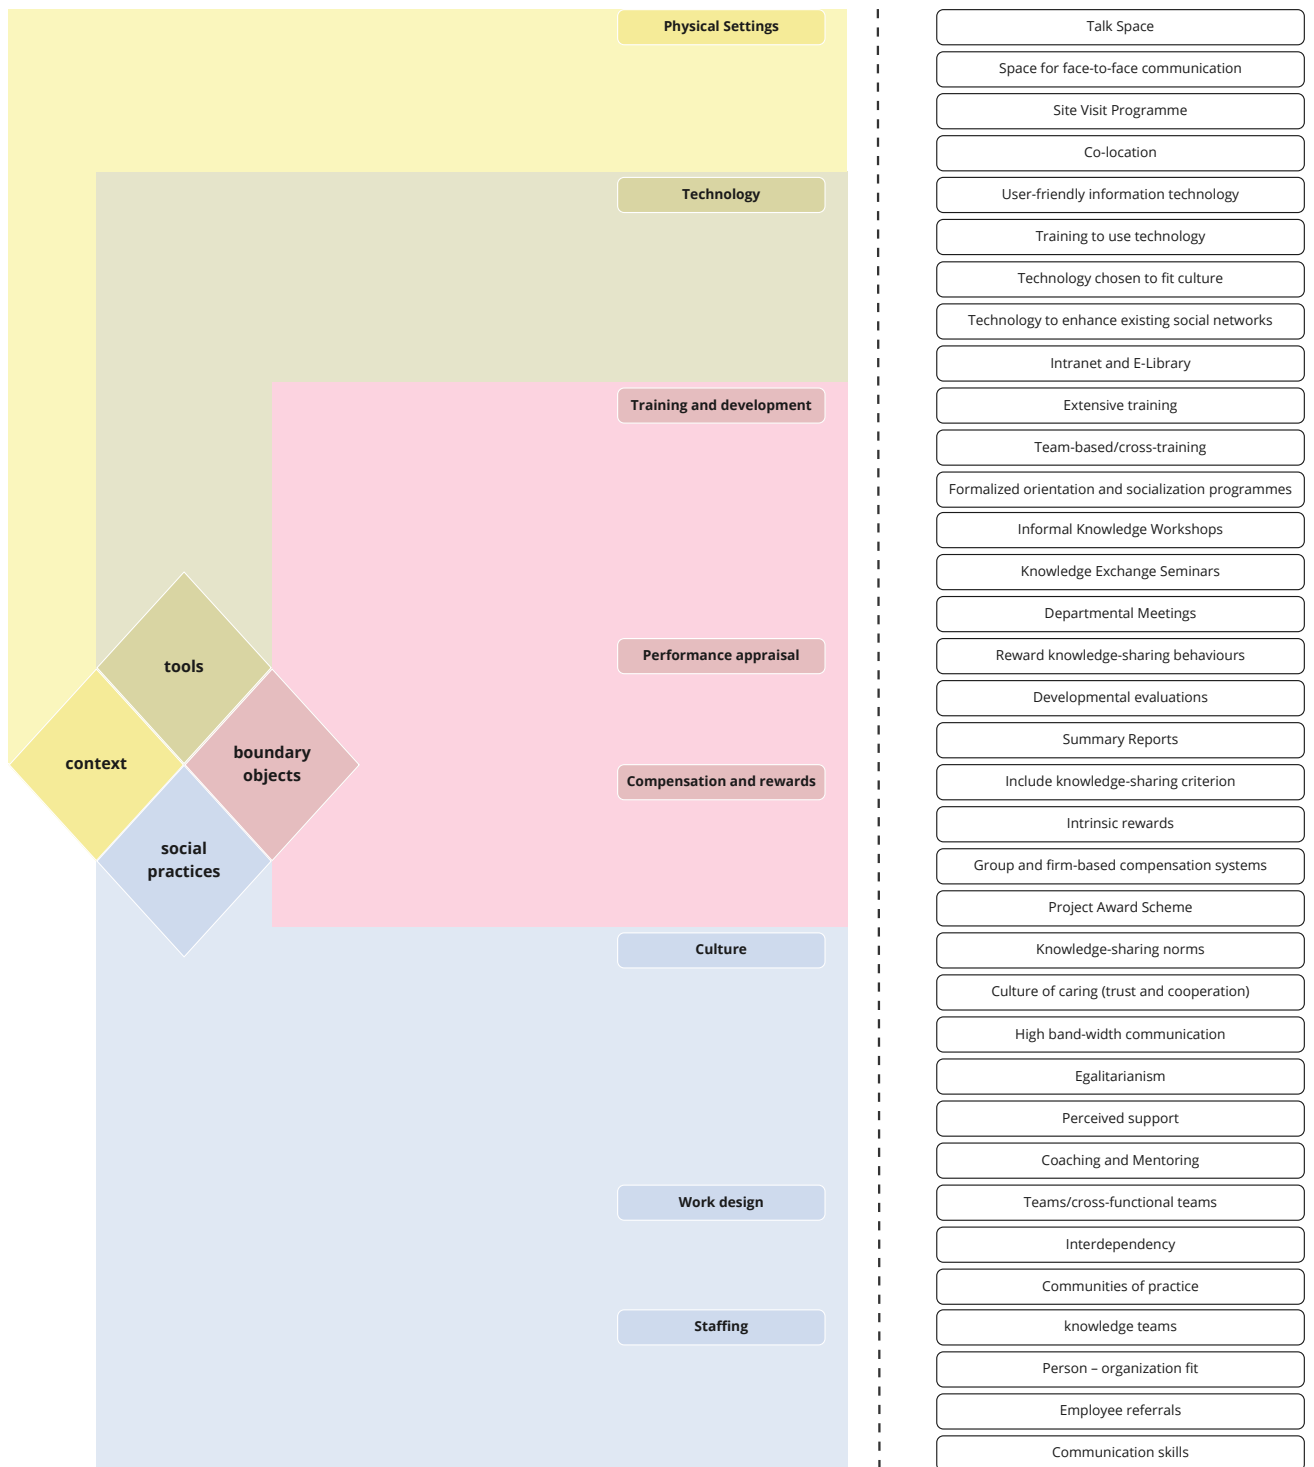 Physical Settings
Talk Space
Space for face-to-face communication
Site Visit Programme
Co-location
Technology
User-friendly information technology
Training to use technology
Technology chosen to fit culture
Technology to enhance existing social networks
Intranet and E-Library
Training and development
Extensive training
Team-based/cross-training
Formalized orientation and socialization programmes
Informal Knowledge Workshops
Knowledge Exchange Seminars
Departmental Meetings
Performance appraisal
Reward knowledge-sharing behaviours
Developmental evaluations
Summary Reports
Compensation and rewards
Include knowledge-sharing criterion
Intrinsic rewards
Group and firm-based compensation systems
Project Award Scheme
Culture
Knowledge-sharing norms
Culture of caring (trust and cooperation)
High band-width communication
Egalitarianism
Perceived support
Coaching and Mentoring
Work design
Teams/cross-functional teams
Interdependency
Communities of practice
Staffing
knowledge teams
Person – organization fit
Employee referrals
Communication skills
tools
context
boundary
objects
social
practices